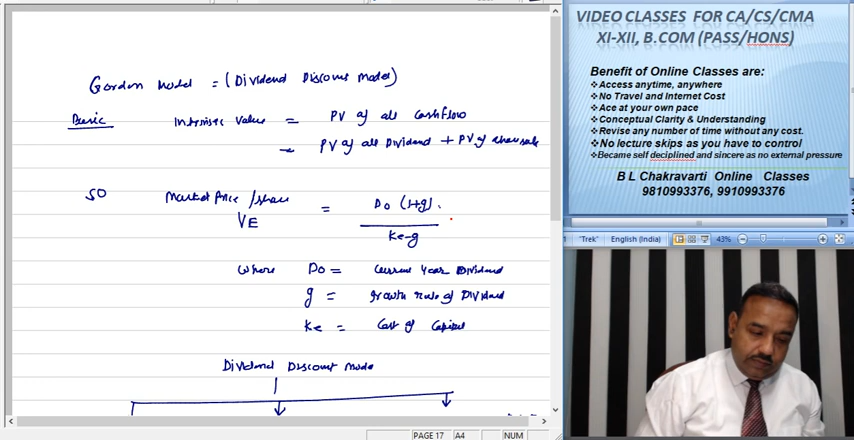 Gordon Model = (Dividend Discount Model)
Basic Intrinsic Value = PV of all Cashflow
= PV of all Dividend + PV of share sale
SO Market Price /share = D0 (1+g).
VE Ke-g
where D0 = Current Year Dividend
g = growth rate of Dividend
Ke = Cost of Capital
Dividend Discount Mode
PAGE 17 A4 NUM
VIDEO CLASSES FOR CA/CS/CMA
XI-XII, B.COM (PASS/HONS)
Benefit of Online Classes are:
❖Access anytime, anywhere
❖No Travel and Internet Cost
❖Ace at your own pace
❖Conceptual Clarity & Understanding
❖Revise any number of time without any cost.
❖No lecture skips as you have to control
❖Became self deciplined and sincere as no external pressure
B L Chakravarti Online Classes
9810993376, 9910993376
"Trek" English (India) 43%